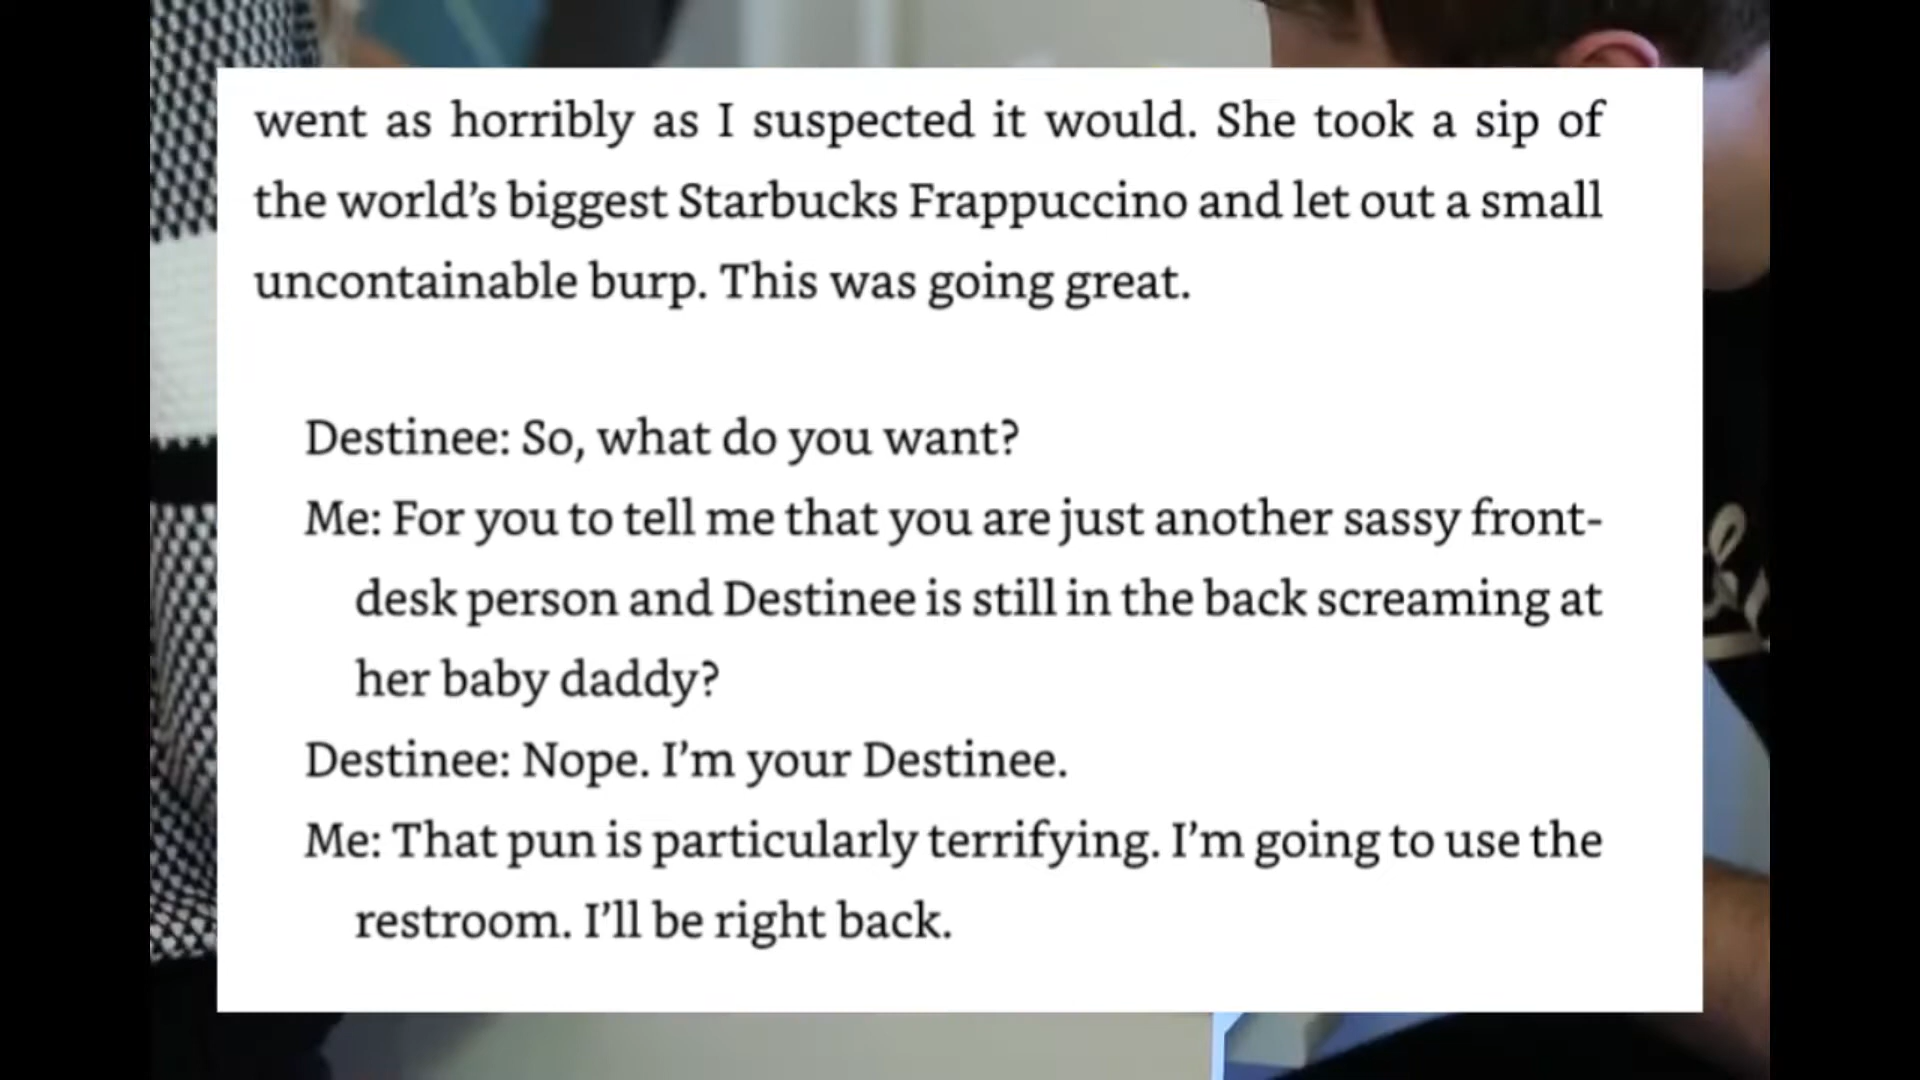 went as horribly as I suspected it would. She took a sip of
the world’s biggest Starbucks Frappuccino and let out a small
uncontainable burp. This was going great.
Destinee: So, what do you want?
Me: For you to tell me that you are just another sassy front-
desk person and Destinee is still in the back screaming at
her baby daddy?
Destinee: Nope. I’m your Destinee.
Me: That pun is particularly terrifying. I’m going to use the
restroom. I’ll be right back.